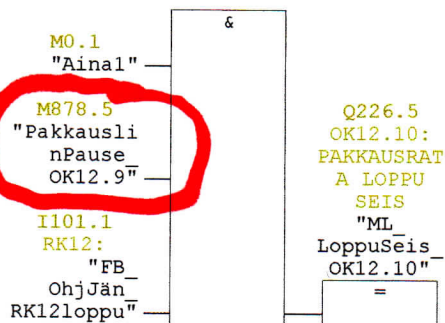 &
M0.1
"Aina1"
M878.5
"Pakkausli
nPause_
OK12.9"
I101.1
RK12:
"FB_
OhjJän_
RK12loppu"
Q226.5
OK12.10:
PAKKAUSRAT
A LOPPU
SEIS
"ML_
LoppuSeis_
OK12.10"
=